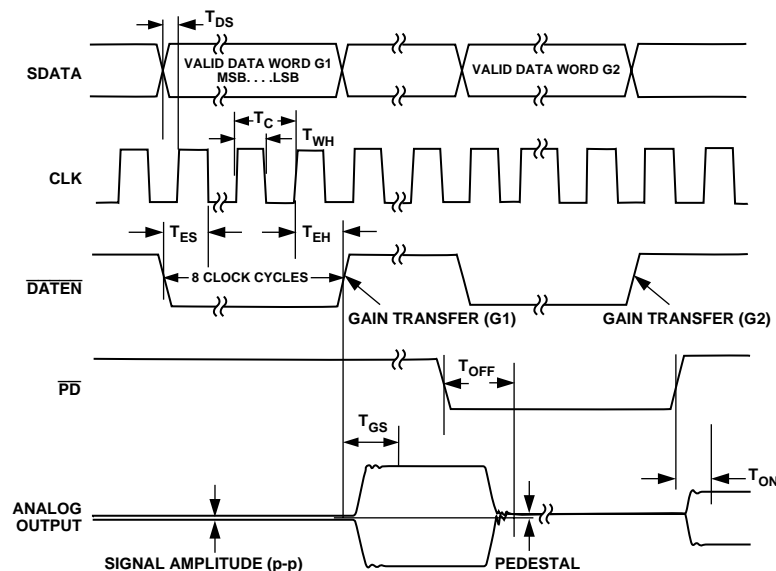 TDS
SDATA
VALID DATA WORD G1
MSB. . . .LSB
VALID DATA WORD G2
TC
TWH
CLK
TES
TEH
DATEN
8 CLOCK CYCLES
GAIN TRANSFER (G1)
GAIN TRANSFER (G2)
PD
TOFF
TGS
TON
ANALOG
OUTPUT
SIGNAL AMPLITUDE (p-p)
PEDESTAL